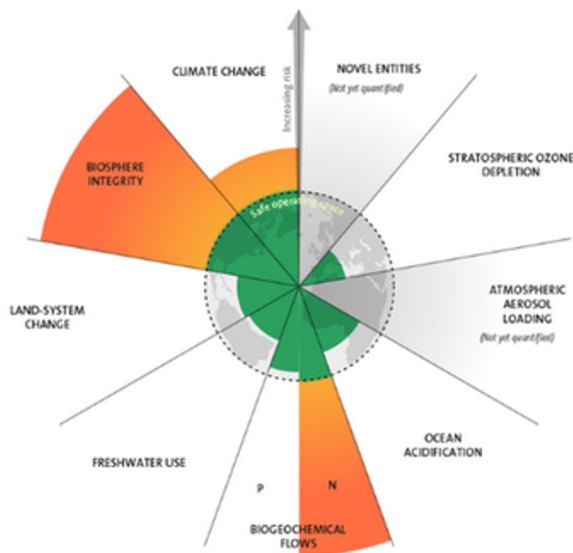 CLIMATE CHANGE
Increasing risk
NOVEL ENTITIES
(Not yet quantified)
STRATOSPHERIC OZONE
DEPLETION
BIOSPHERE
INTEGRITY
Safe operating space
ATMOSPHERIC
AEROSOL
LOADING
(Not yet quantified)
LAND-SYSTEM
CHANGE
OCEAN
ACIDIFICATION
FRESHWATER USE
P
N
BIOGEOCHEMICAL
FLOWS